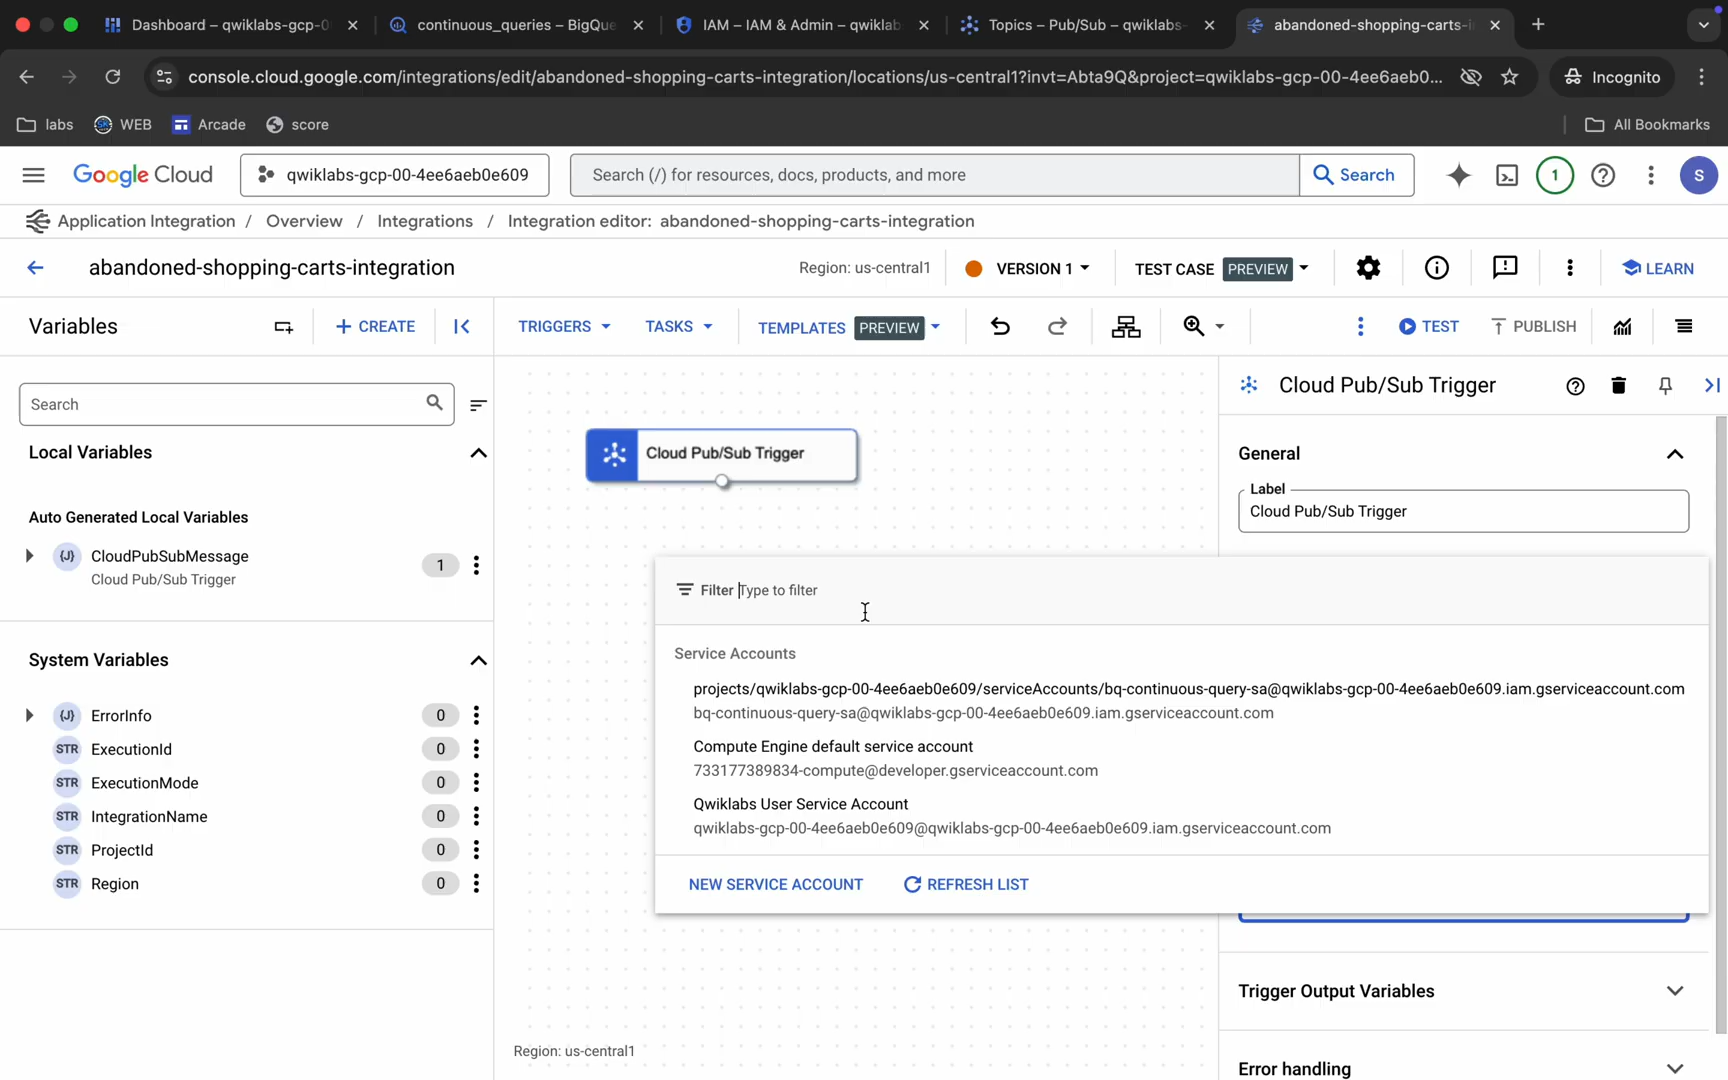 Dashboard – qwiklabs-gcp-0
continuous_queries – BigQue
IAM – IAM & Admin – qwiklab
Topics – Pub/Sub – qwiklabs-
abandoned-shopping-carts-i
console.cloud.google.com/integrations/edit/abandoned-shopping-carts-integration/locations/us-central1?invt=Abta9Q&project=qwiklabs-gcp-00-4ee6aeb0...
Incognito
labs
WEB
Arcade
score
All Bookmarks
Google Cloud
qwiklabs-gcp-00-4ee6aeb0e609
Search (/) for resources, docs, products, and more
Search
1
S
Application Integration / Overview / Integrations / Integration editor: abandoned-shopping-carts-integration
abandoned-shopping-carts-integration
Region: us-central1
VERSION 1
TEST CASE PREVIEW
LEARN
Variables
+ CREATE
TRIGGERS
TASKS
TEMPLATES PREVIEW
TEST
PUBLISH
Search
Local Variables
Auto Generated Local Variables
{J} CloudPubSubMessage 1
Cloud Pub/Sub Trigger
System Variables
{J} ErrorInfo 0
STR ExecutionId 0
STR ExecutionMode 0
STR IntegrationName 0
STR ProjectId 0
STR Region 0
Cloud Pub/Sub Trigger
Cloud Pub/Sub Trigger
General
Label
Cloud Pub/Sub Trigger
Filter Type to filter
Service Accounts
projects/qwiklabs-gcp-00-4ee6aeb0e609/serviceAccounts/bq-continuous-query-sa@qwiklabs-gcp-00-4ee6aeb0e609.iam.gserviceaccount.com
bq-continuous-query-sa@qwiklabs-gcp-00-4ee6aeb0e609.iam.gserviceaccount.com
Compute Engine default service account
733177389834-compute@developer.gserviceaccount.com
Qwiklabs User Service Account
qwiklabs-gcp-00-4ee6aeb0e609@qwiklabs-gcp-00-4ee6aeb0e609.iam.gserviceaccount.com
NEW SERVICE ACCOUNT
REFRESH LIST
Trigger Output Variables
Region: us-central1
Error handling